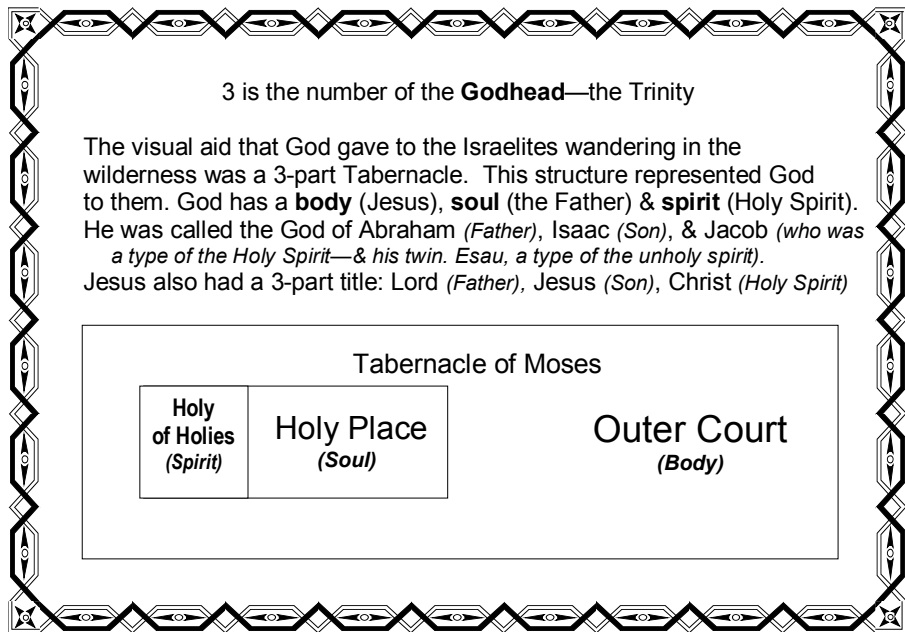 3 is the number of the Godhead—the Trinity
The visual aid that God gave to the Israelites wandering in the
wilderness was a 3-part Tabernacle.  This structure represented God
to them. God has a body (Jesus), soul (the Father) & spirit (Holy Spirit).
He was called the God of Abraham (Father), Isaac (Son), & Jacob (who was
a type of the Holy Spirit—& his twin. Esau, a type of the unholy spirit).
Jesus also had a 3-part title: Lord (Father), Jesus (Son), Christ (Holy Spirit)
Tabernacle of Moses
Holy
of Holies
(Spirit)
Holy Place
(Soul)
Outer Court
(Body)